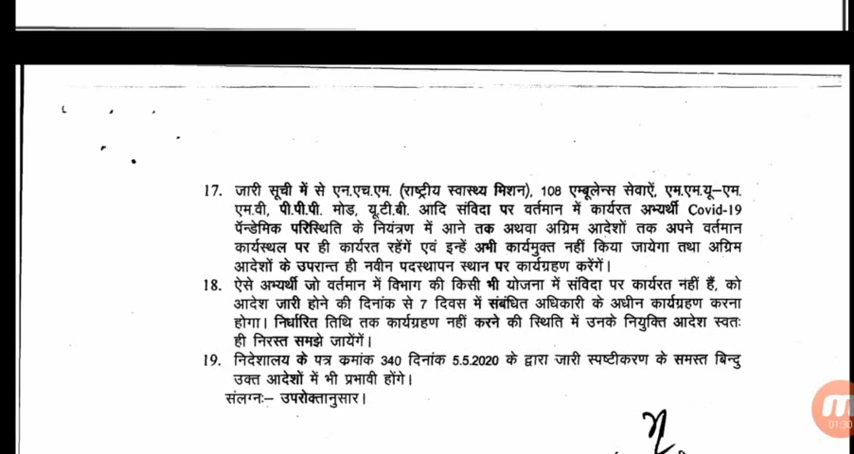 17. जारी सूची में से एन.एच.एम. (राष्ट्रीय स्वास्थ्य मिशन), 108 एम्बूलेन्स सेवाऐं, एम.एम.यू–एम.
एम.वी, पी.पी.पी. मोड, यू.टी.बी. आदि संविदा पर वर्तमान में कार्यरत अभ्यर्थी Covid-19
पॅन्डेमिक परिस्थिति के नियंत्रण में आने तक अथवा अग्रिम आदेशों तक अपने वर्तमान
कार्यस्थल पर ही कार्यरत रहेंगें एवं इन्हें अभी कार्यमुक्त नहीं किया जायेगा तथा अग्रिम
आदेशों के उपरान्त ही नवीन पदस्थापन स्थान पर कार्यग्रहण करेंगें।
18. ऐसे अभ्यर्थी जो वर्तमान में विभाग की किसी भी योजना में संविदा पर कार्यरत नहीं हैं, को
आदेश जारी होने की दिनांक से 7 दिवस में संबंधित अधिकारी के अधीन कार्यग्रहण करना
होगा। निर्धारित तिथि तक कार्यग्रहण नहीं करने की स्थिति में उनके नियुक्ति आदेश स्वतः
ही निरस्त समझे जायेंगें।
19. निदेशालय के पत्र कमांक 340 दिनांक 5.5.2020 के द्वारा जारी स्पष्टीकरण के समस्त बिन्दु
उक्त आदेशों में भी प्रभावी होंगे।
संलग्नः– उपरोक्तानुसार।
01:30